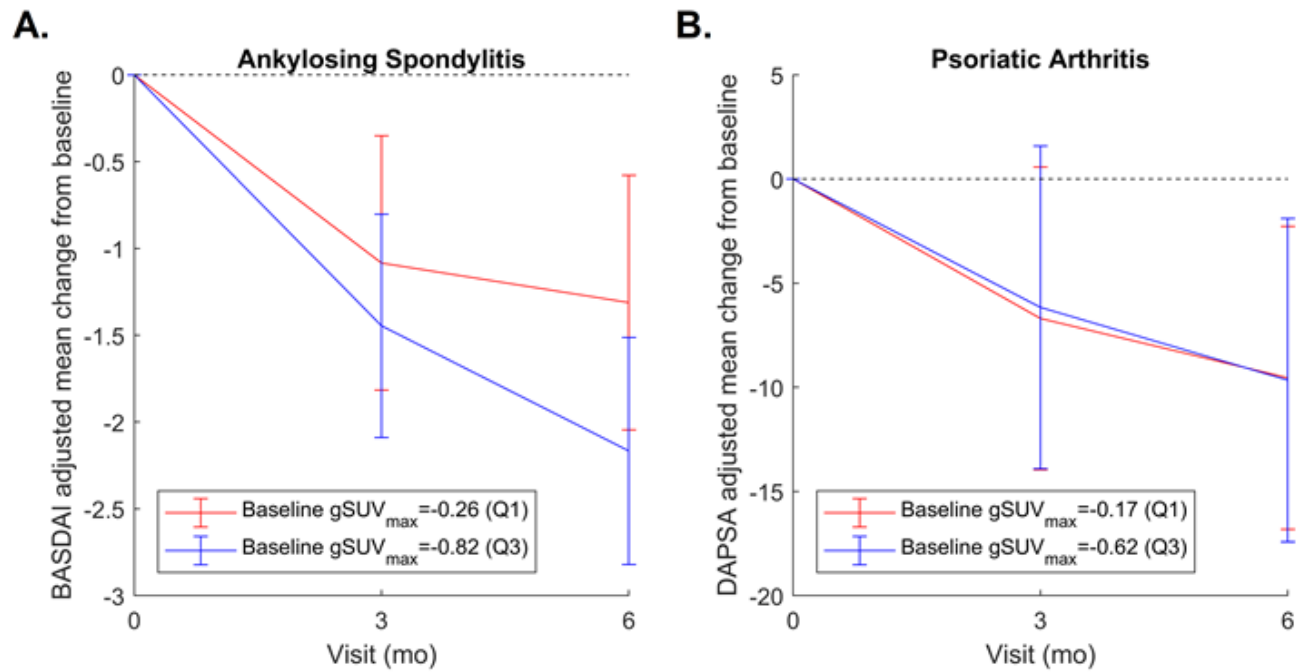 A.
Ankylosing Spondylitis
BASDAI adjusted mean change from baseline
0
-0.5
-1
-1.5
-2
-2.5
-3
Baseline gSUVmax=-0.26 (Q1)
Baseline gSUVmax=-0.82 (Q3)
0 3 6
Visit (mo)
B.
Psoriatic Arthritis
DAPSA adjusted mean change from baseline
5
0
-5
-10
-15
-20
Baseline gSUVmax=-0.17 (Q1)
Baseline gSUVmax=-0.62 (Q3)
0 3 6
Visit (mo)